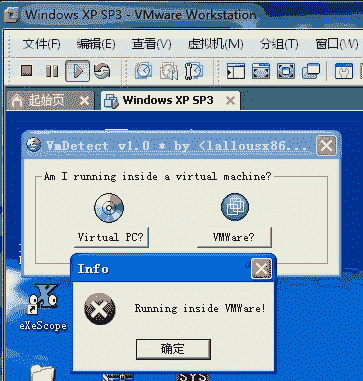 Windows XP SP3 - VMware Workstation
文件(F) 编辑(E) 查看(V) 虚拟机(M) 分组(T) 窗口(W)
起始页 Windows XP SP3
VmDetect v1.0 * by <lallousx86...
Am I running inside a virtual machine?
Virtual PC? VMWare?
Info
Running inside VMWare!
确定
eXeScope
SYS